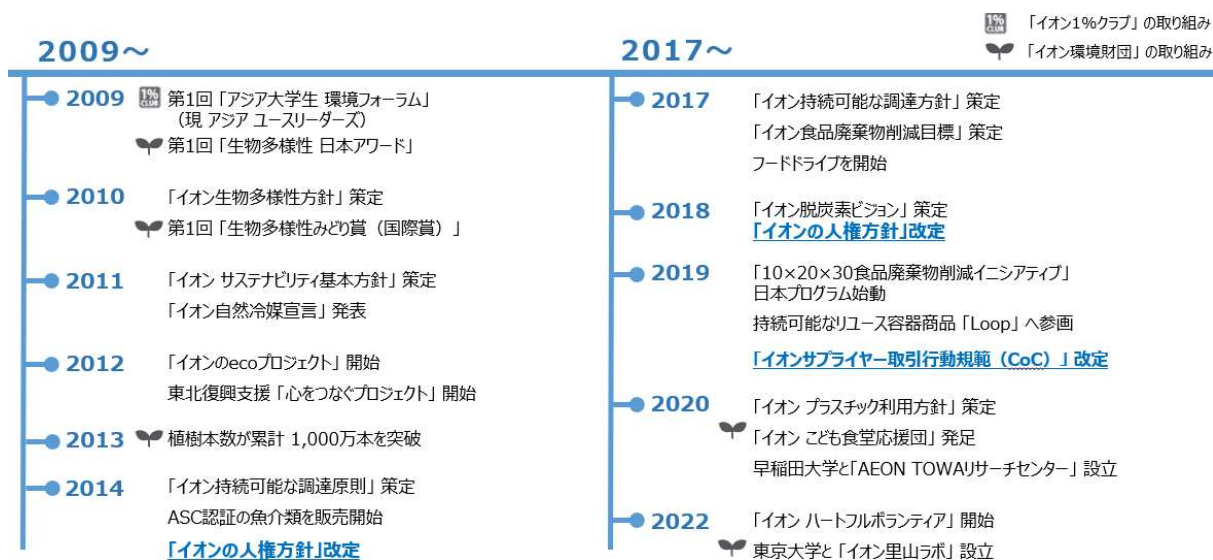 1% CLUB 「イオン1%クラブ」の取り組み
「イオン環境財団」の取り組み
2009～
2009 1% CLUB 第1回「アジア大学生 環境フォーラム」
（現 アジア ユースリーダーズ）
第1回「生物多様性 日本アワード」
2010 「イオン生物多様性方針」策定
第1回「生物多様性みどり賞（国際賞）」
2011 「イオン サステナビリティ基本方針」策定
「イオン自然冷媒宣言」発表
2012 「イオンのecoプロジェクト」開始
東北復興支援「心をつなぐプロジェクト」開始
2013 植樹本数が累計 1,000万本を突破
2014 「イオン持続可能な調達原則」策定
ASC認証の魚介類を販売開始
「イオンの人権方針」改定
2017～
2017 「イオン持続可能な調達方針」策定
「イオン食品廃棄物削減目標」策定
フードドライブを開始
2018 「イオン脱炭素ビジョン」策定
「イオンの人権方針」改定
2019 「10×20×30食品廃棄物削減イニシアティブ」
日本プログラム始動
持続可能なリユース容器商品「Loop」へ参画
「イオンサプライヤー取引行動規範（CoC）」改定
2020 「イオン プラスチック利用方針」策定
「イオン こども食堂応援団」発足
早稲田大学と「AEON TOWAリサーチセンター」設立
2022 「イオン ハートフルボランティア」開始
東京大学と「イオン里山ラボ」設立